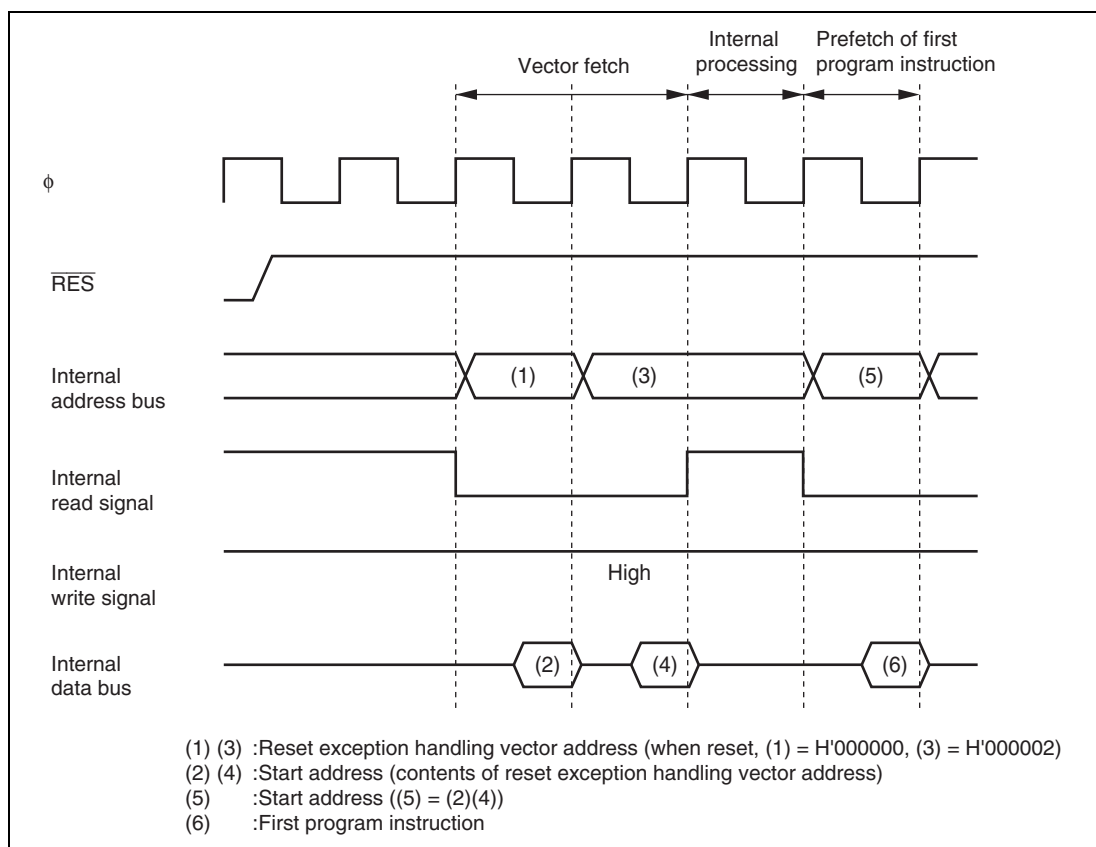 Vector fetch
Internal
processing
Prefetch of first
program instruction
ϕ
RES
Internal
address bus
(1)
(3)
(5)
Internal
read signal
Internal
write signal
High
Internal
data bus
(2)
(4)
(6)
(1) (3) :Reset exception handling vector address (when reset, (1) = H'000000, (3) = H'000002)
(2) (4) :Start address (contents of reset exception handling vector address)
(5) :Start address ((5) = (2)(4))
(6) :First program instruction